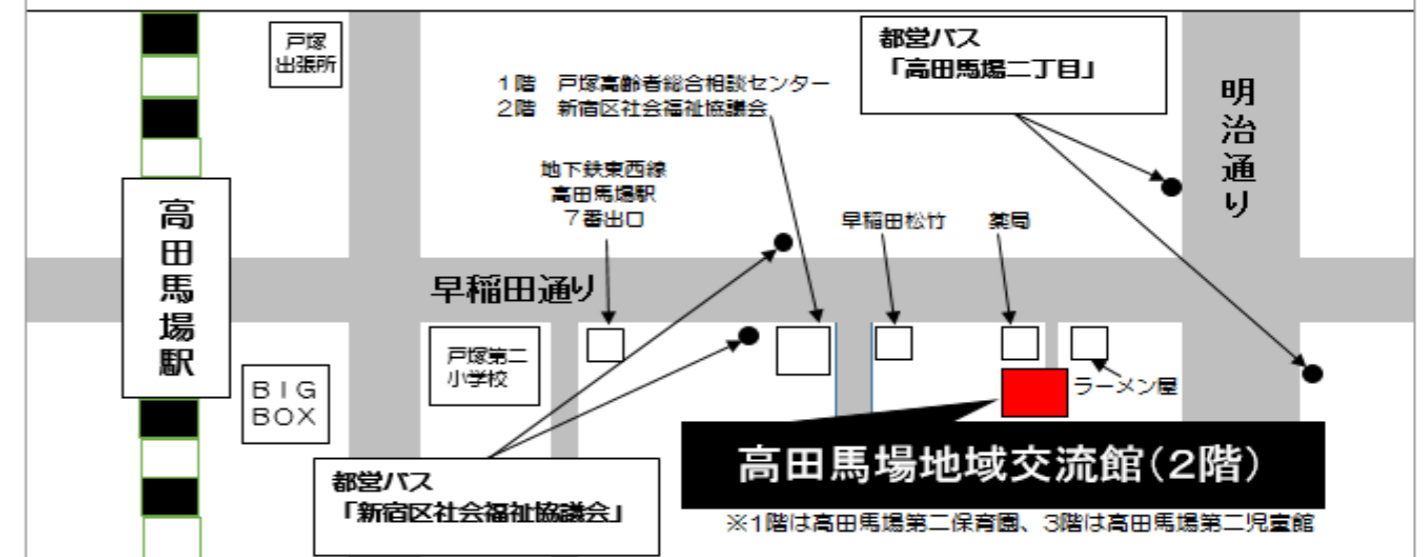 戸塚
出張所
都営バス
「高田馬場二丁目」
明治通り
1階　戸塚高齢者総合相談センター
2階　新宿区社会福祉協議会
地下鉄東西線
高田馬場駅
7番出口
早稲田松竹
薬局
高田馬場駅
早稲田通り
戸塚第二
小学校
BIG
BOX
ラーメン屋
高田馬場地域交流館（2階）
都営バス
「新宿区社会福祉協議会」
※1階は高田馬場第二保育園、3階は高田馬場第二児童館